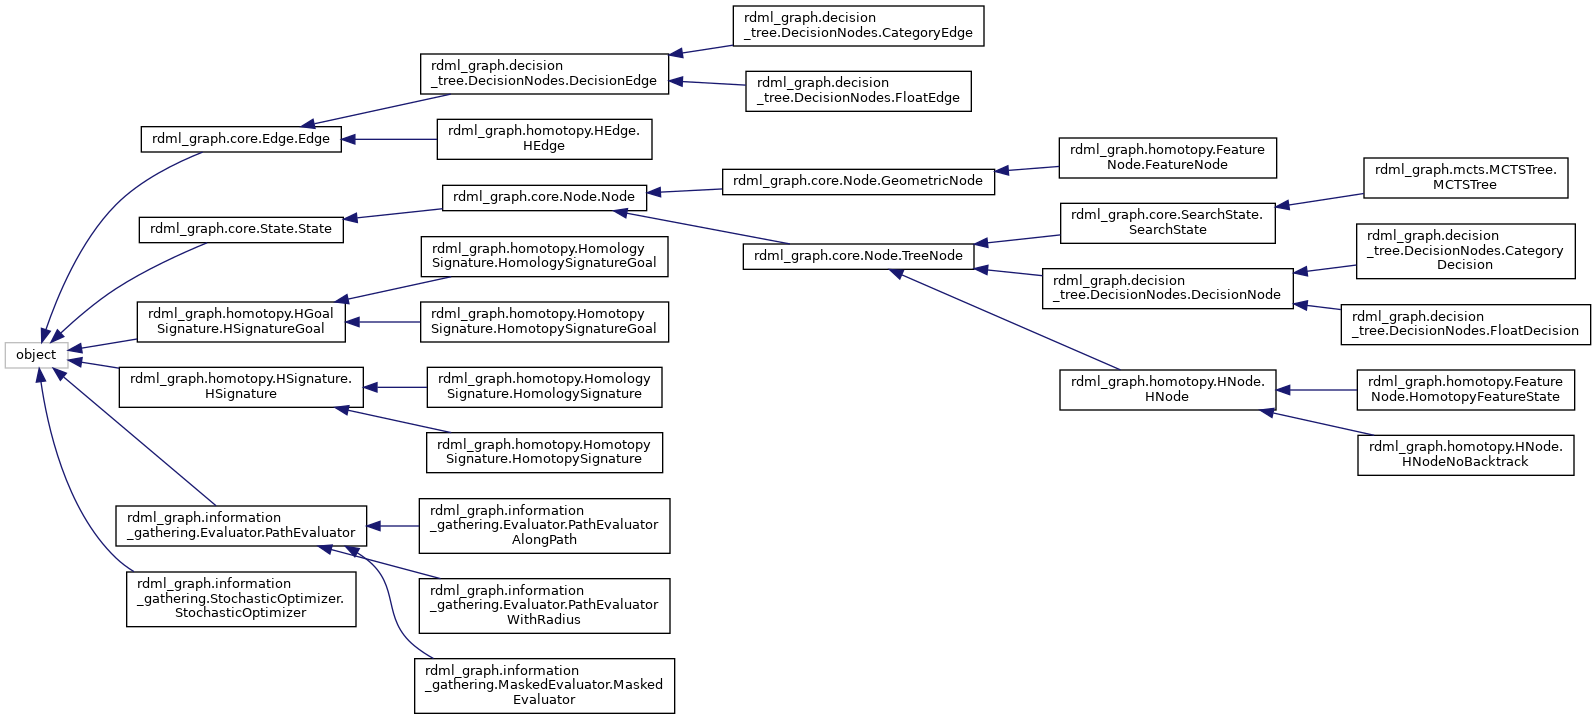 object
rdml_graph.core.Edge.Edge
rdml_graph.decision
_tree.DecisionNodes.DecisionEdge
rdml_graph.decision
_tree.DecisionNodes.CategoryEdge
rdml_graph.decision
_tree.DecisionNodes.FloatEdge
rdml_graph.homotopy.HEdge.
HEdge
rdml_graph.core.State.State
rdml_graph.core.Node.Node
rdml_graph.core.Node.GeometricNode
rdml_graph.homotopy.Feature
Node.FeatureNode
rdml_graph.core.Node.TreeNode
rdml_graph.core.SearchState.
SearchState
rdml_graph.mcts.MCTSTree.
MCTSTree
rdml_graph.decision
_tree.DecisionNodes.DecisionNode
rdml_graph.decision
_tree.DecisionNodes.Category
Decision
rdml_graph.decision
_tree.DecisionNodes.FloatDecision
rdml_graph.homotopy.HNode.
HNode
rdml_graph.homotopy.Feature
Node.HomotopyFeatureState
rdml_graph.homotopy.HNode.
HNodeNoBacktrack
rdml_graph.homotopy.HGoal
Signature.HSignatureGoal
rdml_graph.homotopy.Homology
Signature.HomologySignatureGoal
rdml_graph.homotopy.Homotopy
Signature.HomotopySignatureGoal
rdml_graph.homotopy.HSignature.
HSignature
rdml_graph.homotopy.Homology
Signature.HomologySignature
rdml_graph.homotopy.Homotopy
Signature.HomotopySignature
rdml_graph.information
_gathering.Evaluator.PathEvaluator
rdml_graph.information
_gathering.Evaluator.PathEvaluator
AlongPath
rdml_graph.information
_gathering.Evaluator.PathEvaluator
WithRadius
rdml_graph.information
_gathering.MaskedEvaluator.Masked
Evaluator
rdml_graph.information
_gathering.StochasticOptimizer.
StochasticOptimizer